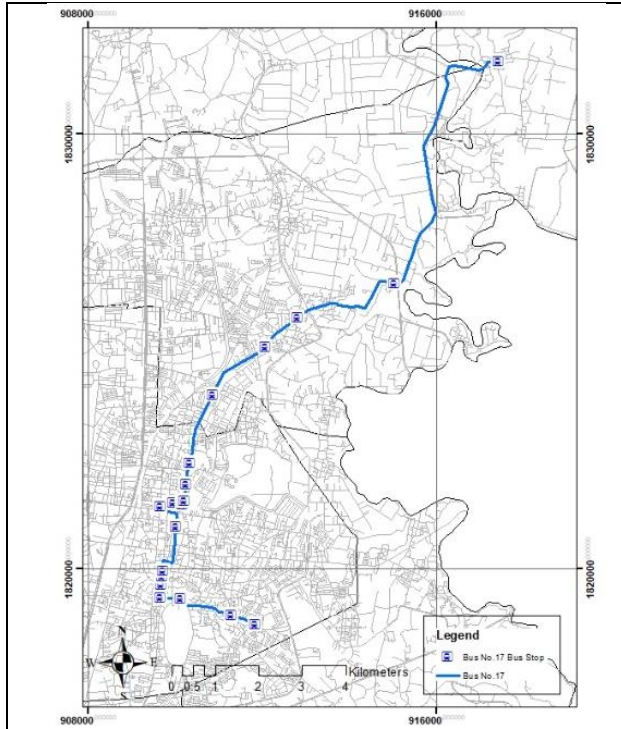 908000
916000
1830000
1830000
1820000
1820000
Legend
Bus No.17 Bus Stop
Bus No.17
N
W
E
S
Kilometers
0 0.5 1 2 3 4
908000
916000